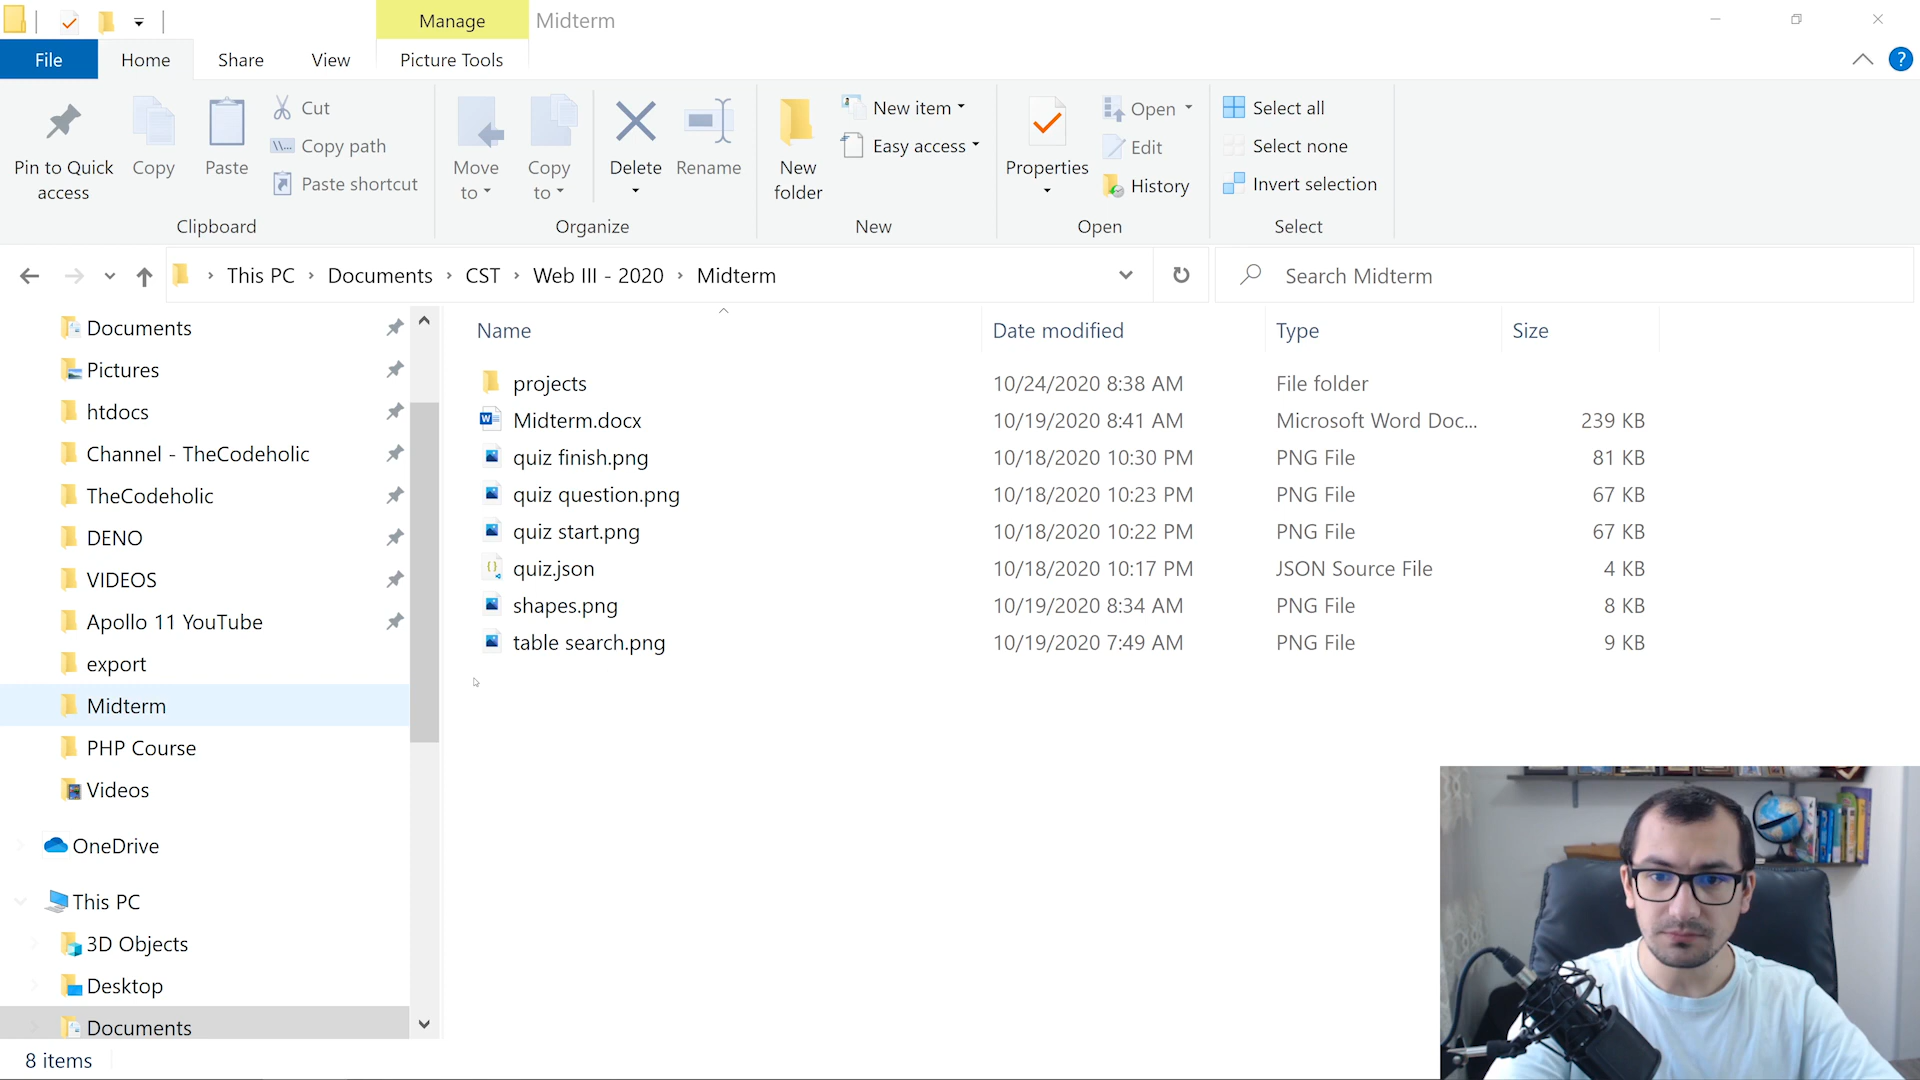 Manage
Midterm
File
Home
Share
View
Picture Tools
?
Pin to Quick access
Copy
Paste
Cut
Copy path
Paste shortcut
Clipboard
Move to
Copy to
Delete
Rename
Organize
New folder
New item
Easy access
New
Properties
Open
Edit
History
Open
Select all
Select none
Invert selection
Select
This PC › Documents › CST › Web III - 2020 › Midterm
Search Midterm
Documents
Pictures
htdocs
Channel - TheCodeholic
TheCodeholic
DENO
VIDEOS
Apollo 11 YouTube
export
Midterm
PHP Course
Videos
OneDrive
This PC
3D Objects
Desktop
Documents
Name Date modified Type Size
projects 10/24/2020 8:38 AM File folder
Midterm.docx 10/19/2020 8:41 AM Microsoft Word Doc... 239 KB
quiz finish.png 10/18/2020 10:30 PM PNG File 81 KB
quiz question.png 10/18/2020 10:23 PM PNG File 67 KB
quiz start.png 10/18/2020 10:22 PM PNG File 67 KB
quiz.json 10/18/2020 10:17 PM JSON Source File 4 KB
shapes.png 10/19/2020 8:34 AM PNG File 8 KB
table search.png 10/19/2020 7:49 AM PNG File 9 KB
8 items